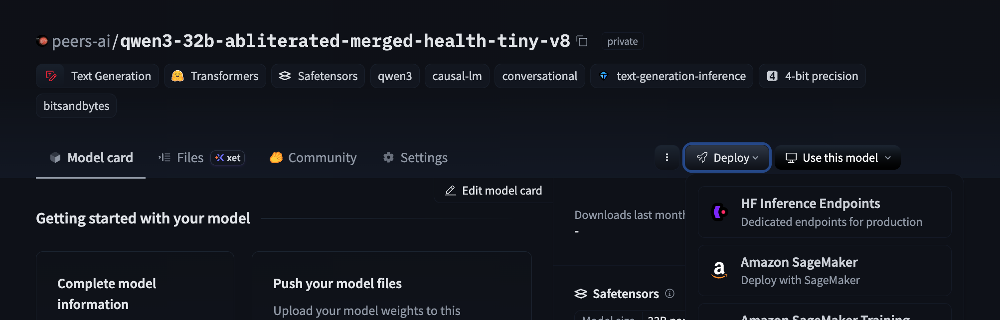 peers-ai/qwen3-32b-abliterated-merged-health-tiny-v8 private
Text Generation Transformers Safetensors qwen3 causal-lm conversational text-generation-inference 4-bit precision
bitsandbytes
Model card Files xet Community Settings Deploy Use this model
Edit model card
Getting started with your model
Downloads last month
-
HF Inference Endpoints
Dedicated endpoints for production
Amazon SageMaker
Deploy with SageMaker
Complete model
information
Push your model files
Upload your model weights to this
Safetensors
Model size
Amazon SageMaker Training